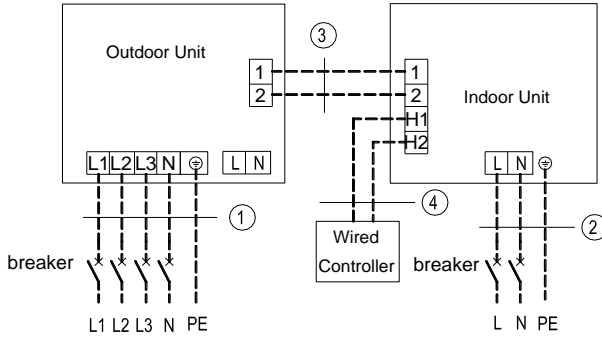 Outdoor Unit
Indoor Unit
3
1
2
1
2
H1
H2
L1 L2 L3 N
L N
L N
1
4
2
Wired
Controller
breaker
breaker
L1 L2 L3 N PE
L N PE